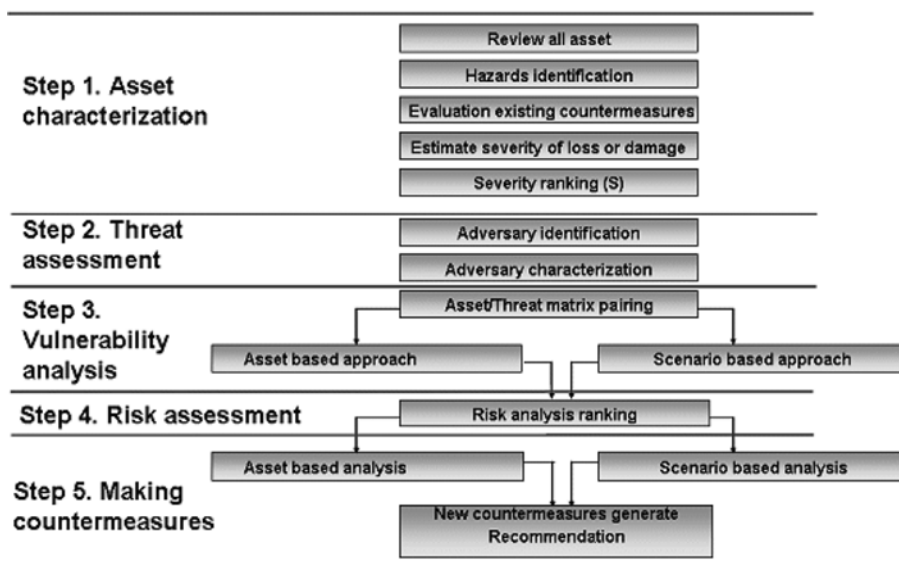 Step 1. Asset
characterization
Review all asset
Hazards identification
Evaluation existing countermeasures
Estimate severity of loss or damage
Severity ranking (S)
Step 2. Threat
assessment
Adversary identification
Adversary characterization
Step 3.
Vulnerability
analysis
Asset/Threat matrix pairing
Asset based approach
Scenario based approach
Step 4. Risk assessment
Risk analysis ranking
Step 5. Making
countermeasures
Asset based analysis
Scenario based analysis
New countermeasures generate
Recommendation